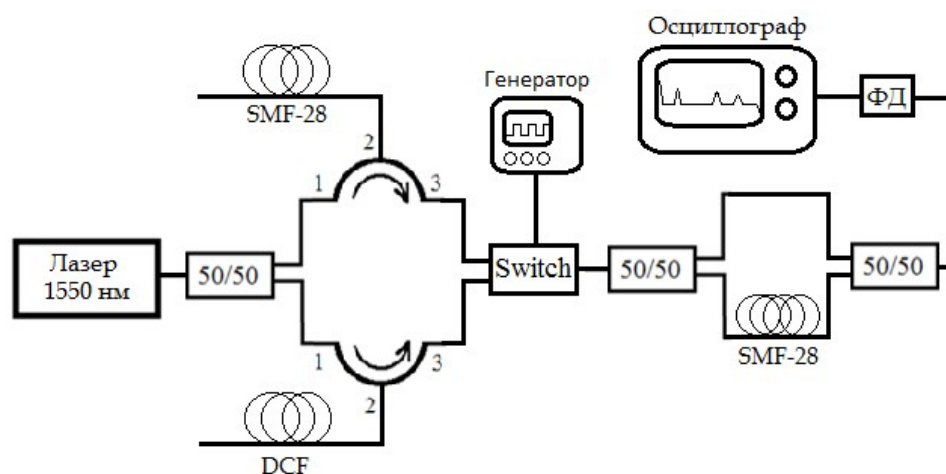 Осциллограф
Генератор
ФД
SMF-28
2
1
3
Лазер
1550 нм
50/50
Switch
50/50
50/50
1
3
2
SMF-28
DCF